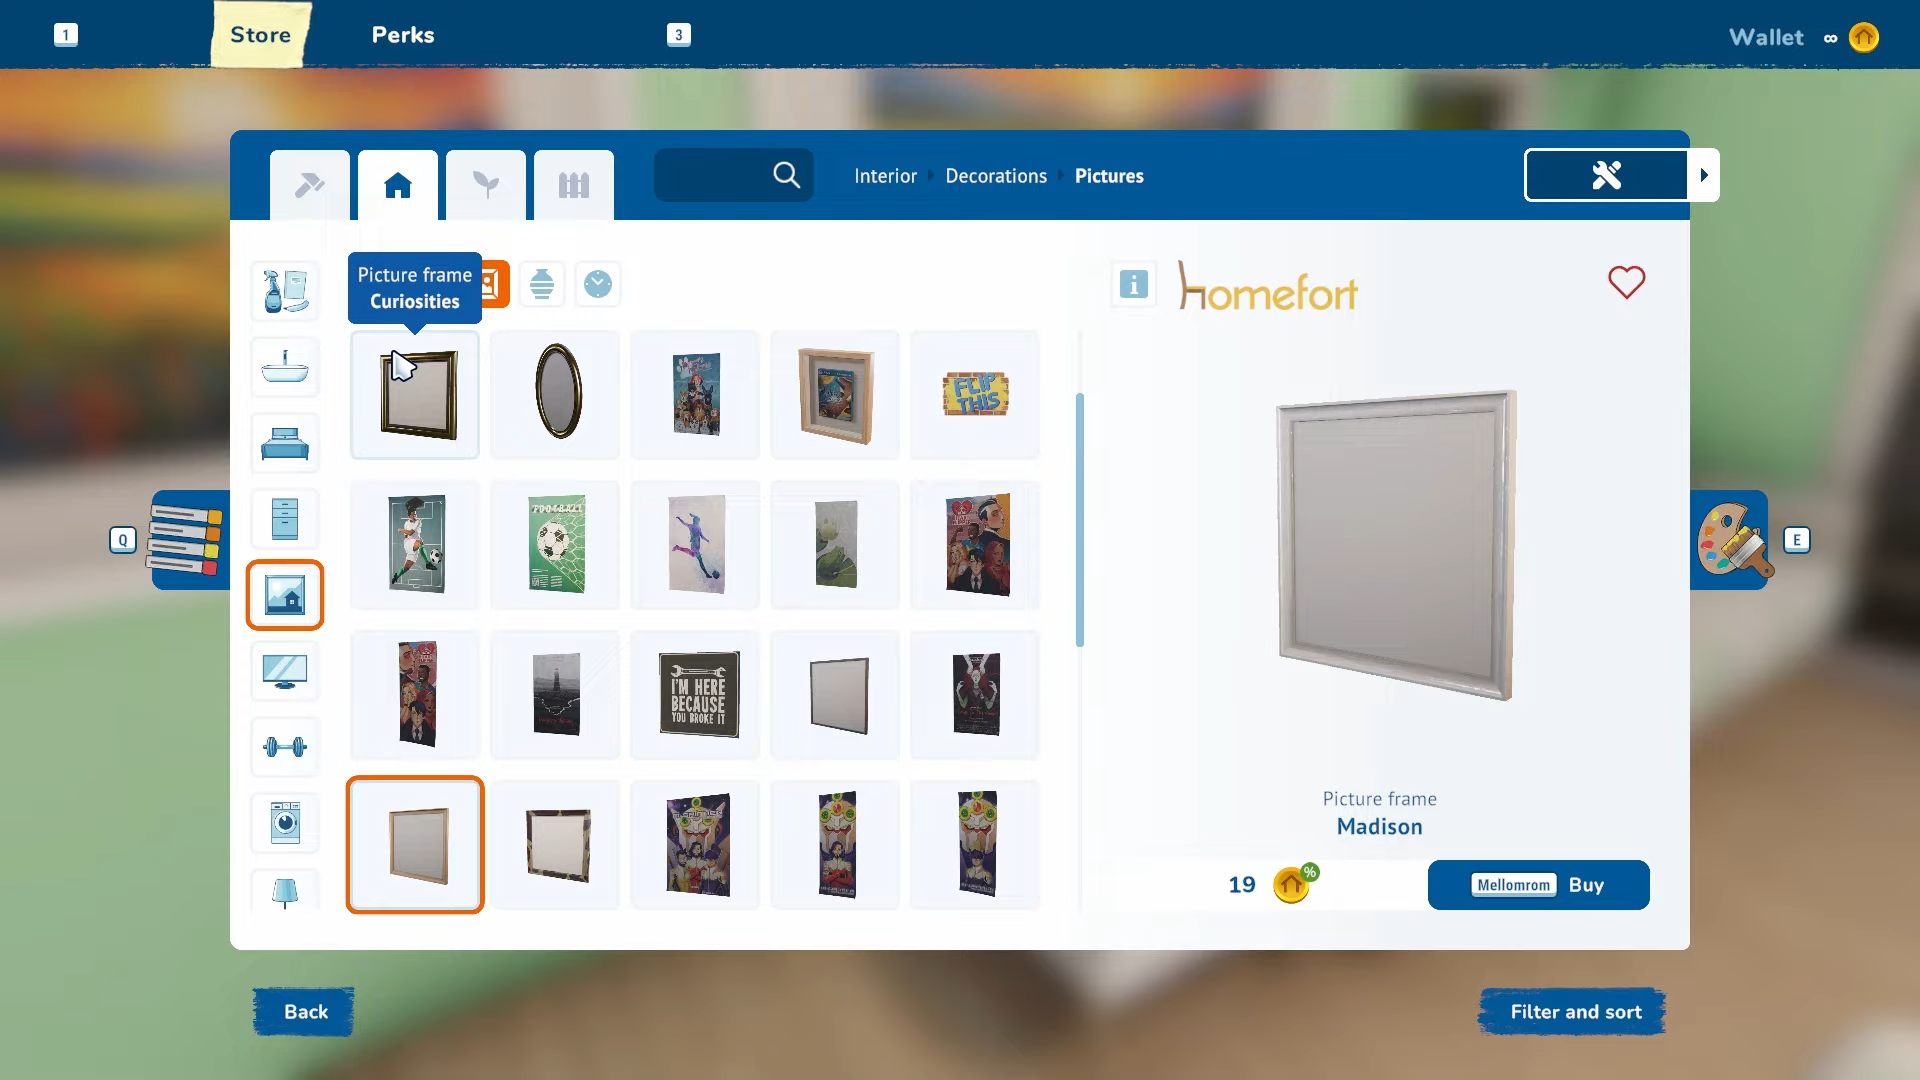 1
Store
Perks
3
Wallet ∞
Interior
Decorations
Pictures
Picture frame
Curiosities
homefort
FLIP
THIS
FOOTBALL
I'M HERE
BECAUSE
YOU BROKE IT
Q
E
Picture frame
Madison
19
%
Mellomrom
Buy
Back
Filter and sort